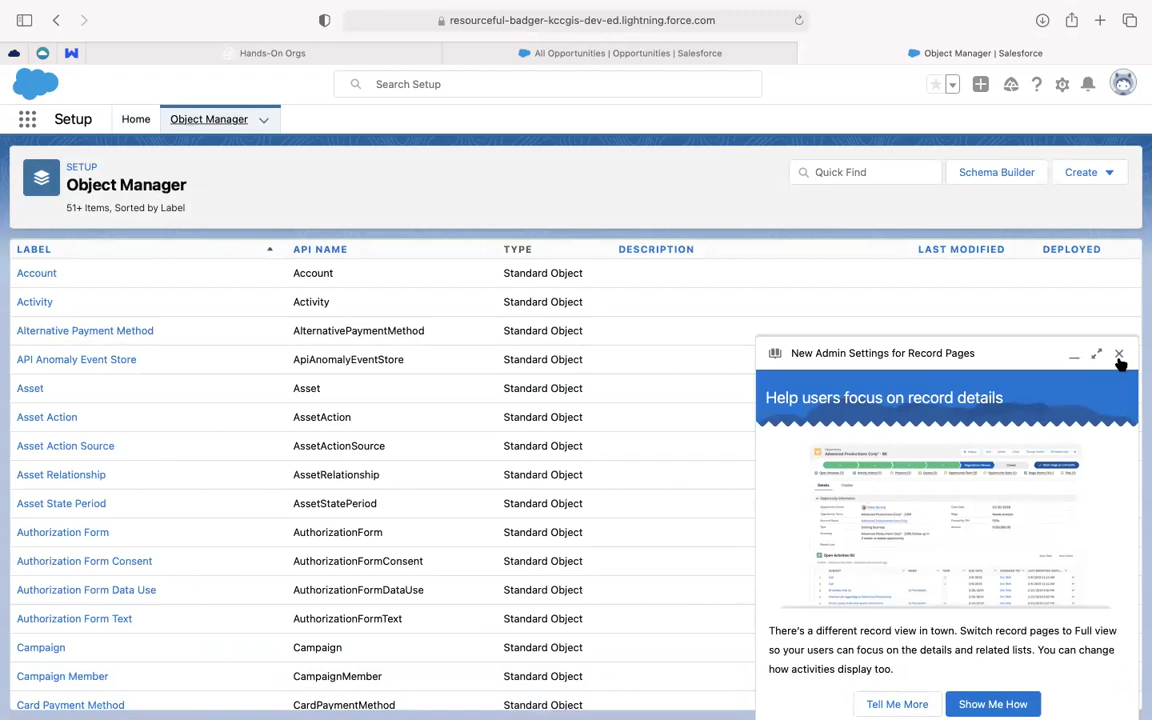 resourceful-badger-kccgis-dev-ed.lightning.force.com
Hands-On Orgs
All Opportunities | Opportunities | Salesforce
Object Manager | Salesforce
Search Setup
Setup
Home
Object Manager
SETUP
Object Manager
51+ Items, Sorted by Label
Quick Find
Schema Builder
Create
LABEL API NAME TYPE DESCRIPTION LAST MODIFIED DEPLOYED
Account Account Standard Object
Activity Activity Standard Object
Alternative Payment Method AlternativePaymentMethod Standard Object
API Anomaly Event Store ApiAnomalyEventStore Standard Object
Asset Asset Standard Object
Asset Action AssetAction Standard Object
Asset Action Source AssetActionSource Standard Object
Asset Relationship AssetRelationship Standard Object
Asset State Period AssetStatePeriod Standard Object
Authorization Form AuthorizationForm Standard Object
Authorization Form Consent AuthorizationFormConsent Standard Object
Authorization Form Data Use AuthorizationFormDataUse Standard Object
Authorization Form Text AuthorizationFormText Standard Object
Campaign Campaign Standard Object
Campaign Member CampaignMember Standard Object
Card Payment Method CardPaymentMethod Standard Object
New Admin Settings for Record Pages
Help users focus on record details
Details
Opportunity Information
Open Activities
There's a different record view in town. Switch record pages to Full view
so your users can focus on the details and related lists. You can change
how activities display too.
Tell Me More
Show Me How